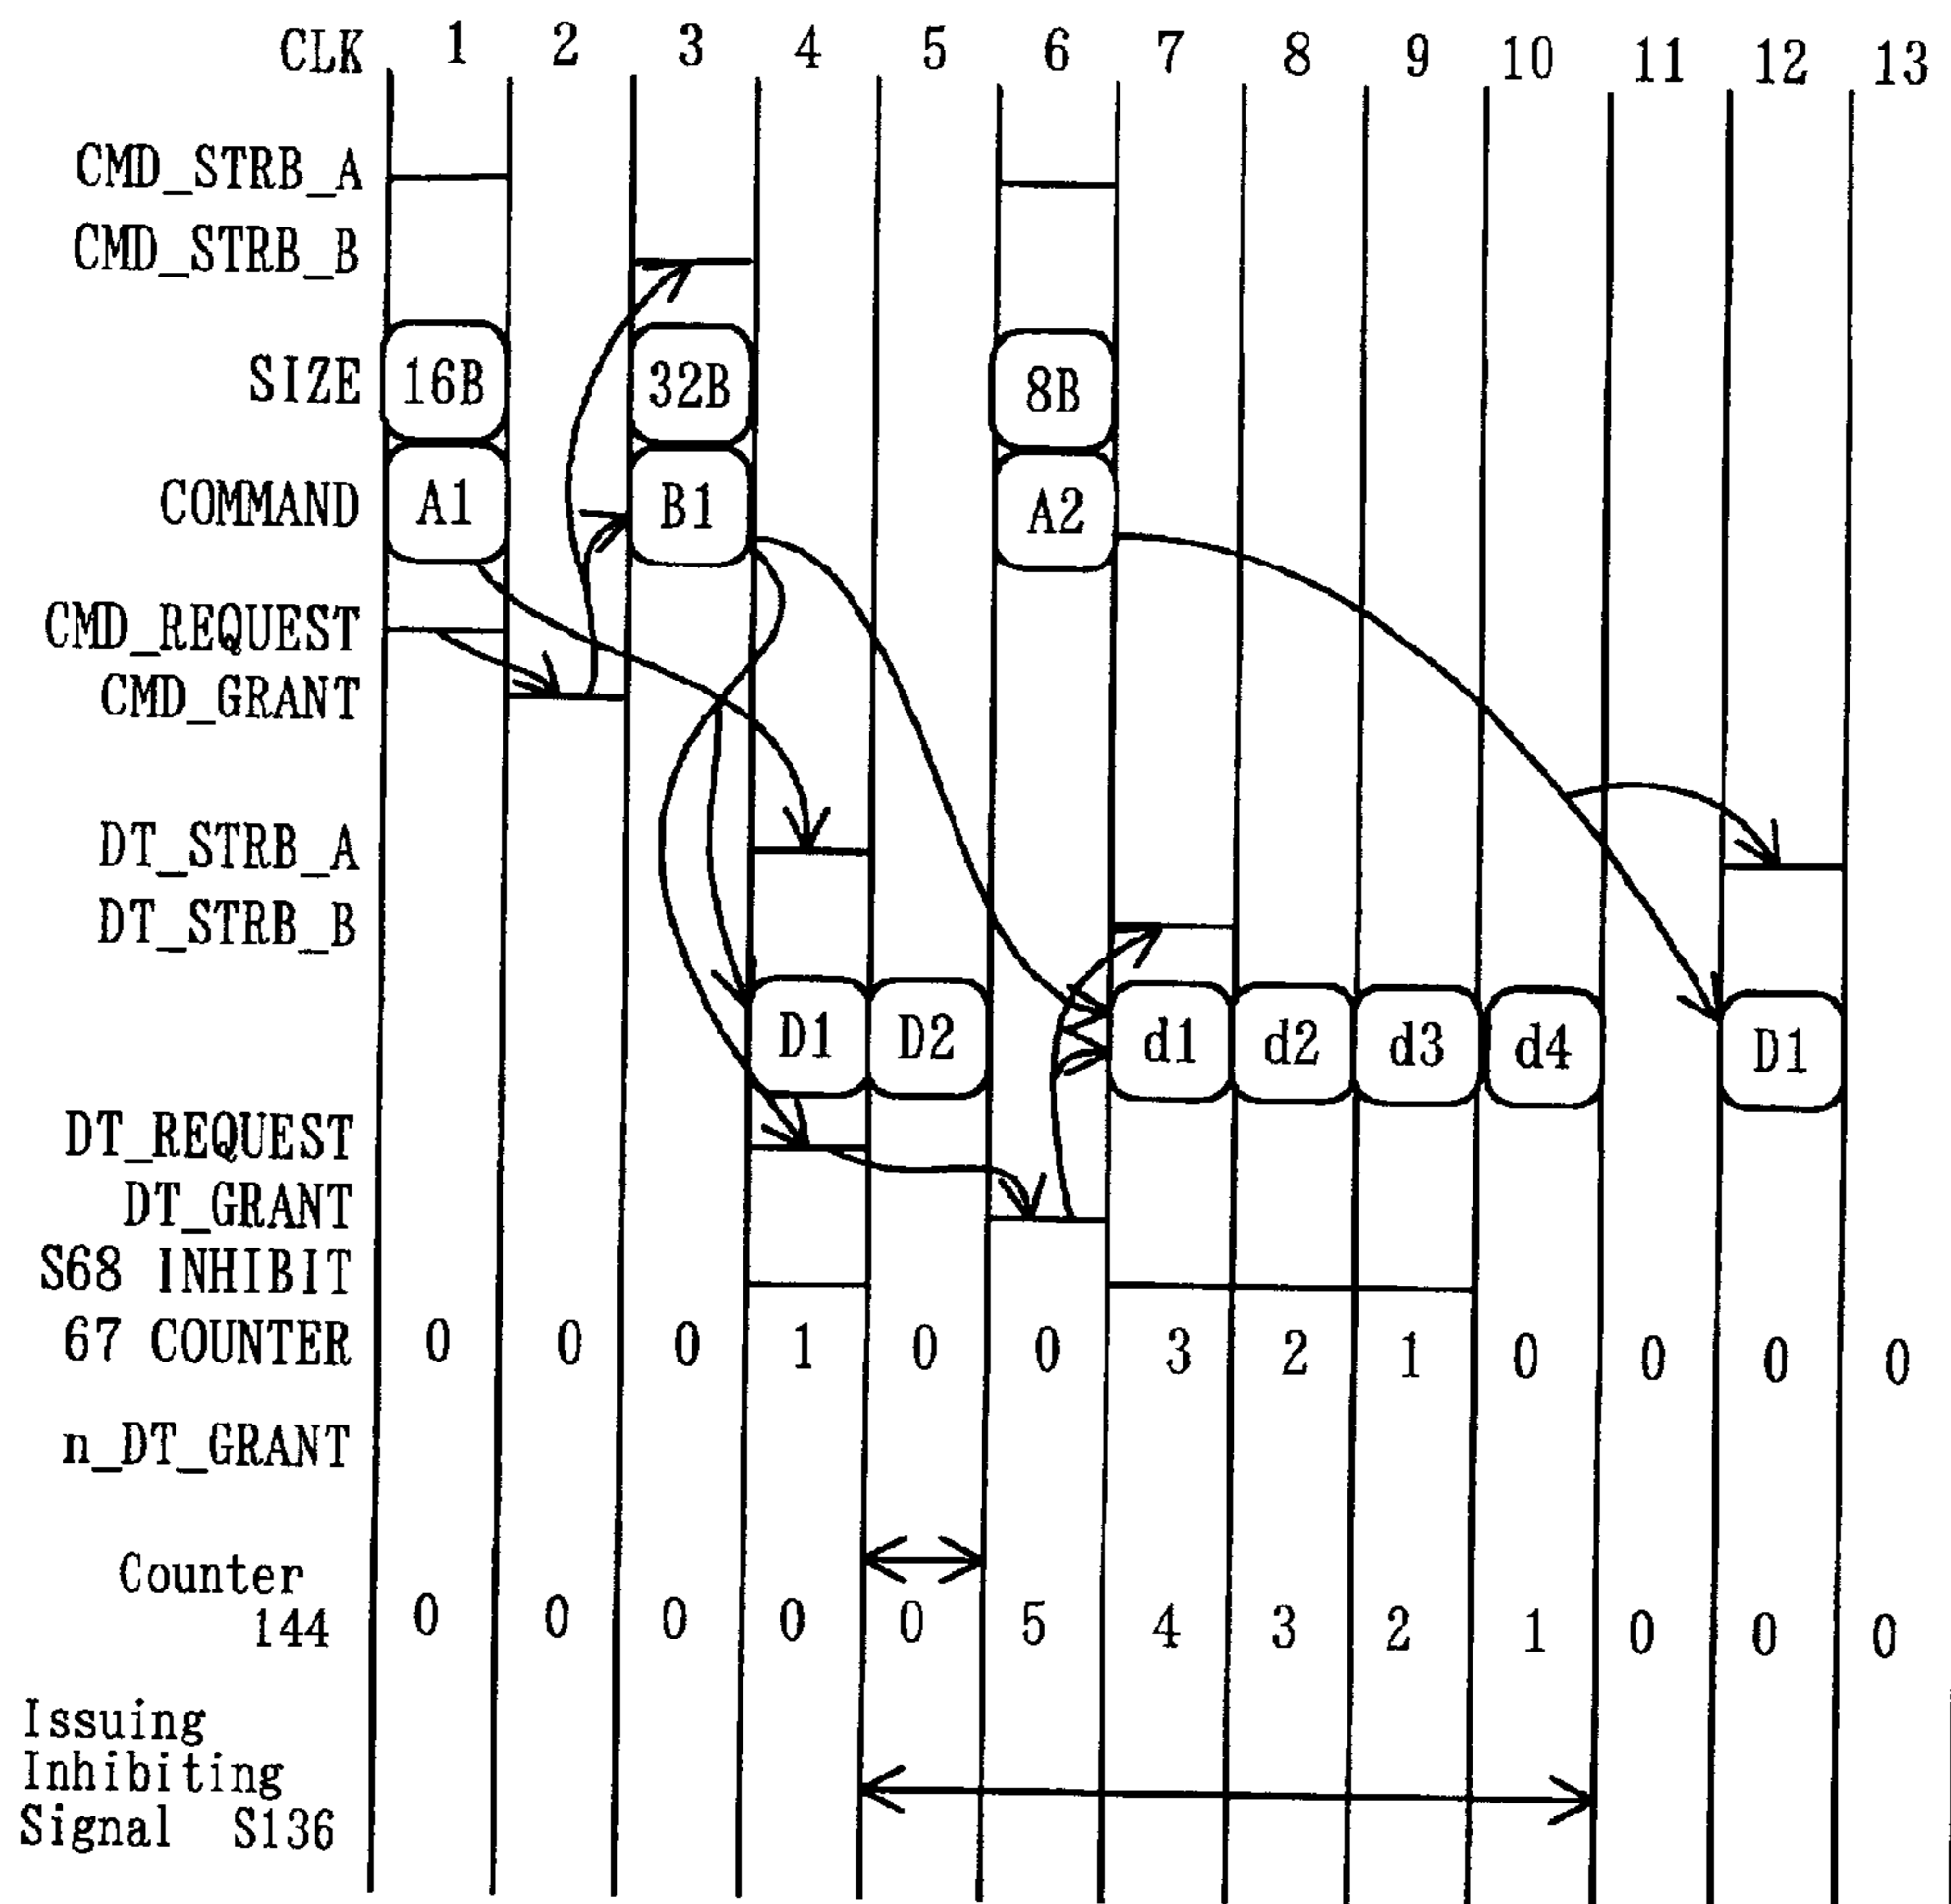 CLK 1 2 3 4 5 6 7 8 9 10 11 12 13
CMD_STRB_A
CMD_STRB_B
SIZE 16B 32B 8B
COMMAND A1 B1 A2
CMD_REQUEST
CMD_GRANT
DT_STRB_A
DT_STRB_B
D1 D2 d1 d2 d3 d4 D1
DT_REQUEST
DT_GRANT
S68 INHIBIT
67 COUNTER 0 0 0 1 0 0 3 2 1 0 0 0 0
n_DT_GRANT
Counter
144 0 0 0 0 0 5 4 3 2 1 0 0 0
Issuing
Inhibiting
Signal S136